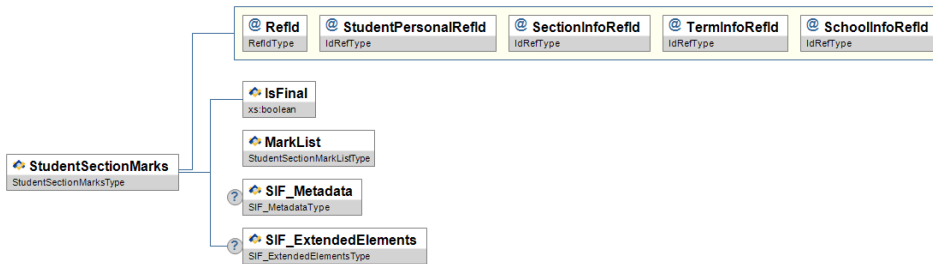 @ RefId
RefIdType
@ StudentPersonalRefId
IdRefType
@ SectionInfoRefId
IdRefType
@ TermInfoRefId
IdRefType
@ SchoolInfoRefId
IdRefType
IsFinal
xs:boolean
MarkList
StudentSectionMarkListType
StudentSectionMarks
StudentSectionMarksType
? SIF_Metadata
SIF_MetadataType
? SIF_ExtendedElements
SIF_ExtendedElementsType